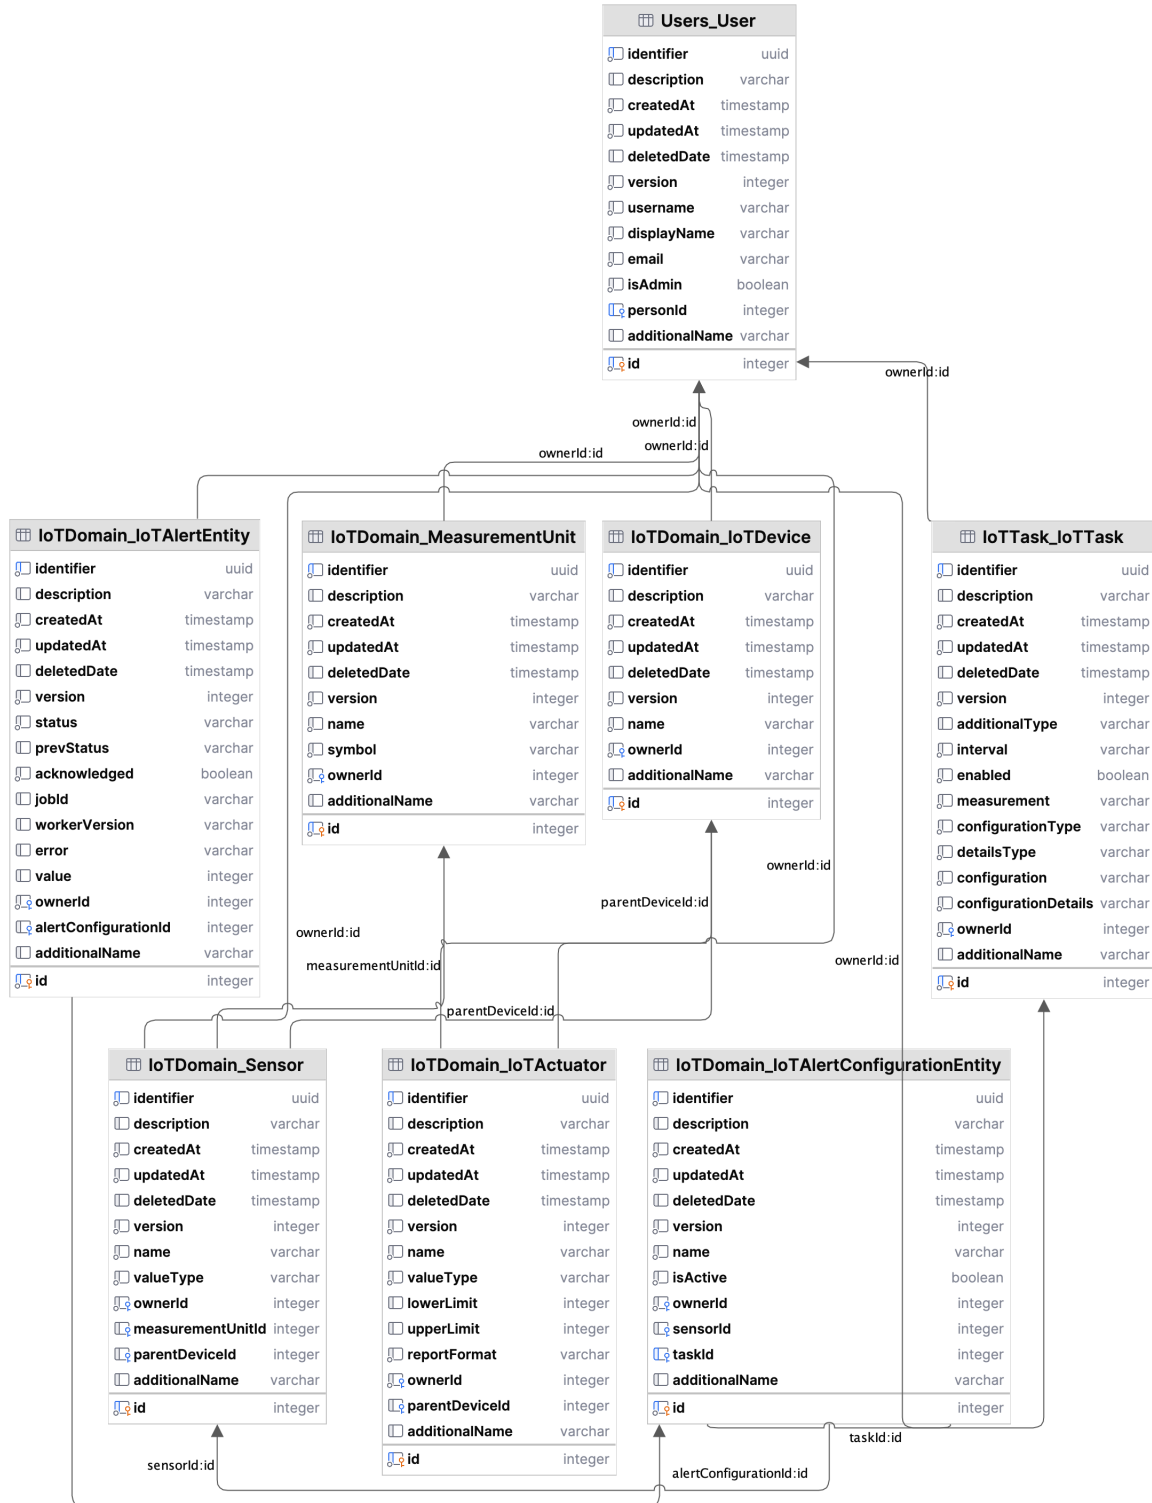 Users_User
identifier uuid
description varchar
createdAt timestamp
updatedAt timestamp
deletedDate timestamp
version integer
username varchar
displayName varchar
email varchar
isAdmin boolean
personId integer
additionalName varchar
id integer
ownerId:id
ownerId:id
ownerId:id
ownerId:id
IoTDomain_IoTAlertEntity
identifier uuid
description varchar
createdAt timestamp
updatedAt timestamp
deletedDate timestamp
version integer
status varchar
prevStatus varchar
acknowledged boolean
jobId varchar
workerVersion varchar
error varchar
value integer
ownerId integer
alertConfigurationId integer
additionalName varchar
id integer
IoTDomain_MeasurementUnit
identifier uuid
description varchar
createdAt timestamp
updatedAt timestamp
deletedDate timestamp
version integer
name varchar
symbol varchar
ownerId integer
additionalName varchar
id integer
IoTDomain_IoTDevice
identifier uuid
description varchar
createdAt timestamp
updatedAt timestamp
deletedDate timestamp
version integer
name varchar
ownerId integer
additionalName varchar
id integer
IoTTask_IoTTask
identifier uuid
description varchar
createdAt timestamp
updatedAt timestamp
deletedDate timestamp
version integer
additionalType varchar
interval varchar
enabled boolean
measurement varchar
configurationType varchar
detailsType varchar
configuration varchar
configurationDetails varchar
ownerId integer
additionalName varchar
id integer
ownerId:id
parentDeviceId:id
ownerId:id
ownerId:id
measurementUnitId:id
parentDeviceId:id
IoTDomain_Sensor
identifier uuid
description varchar
createdAt timestamp
updatedAt timestamp
deletedDate timestamp
version integer
name varchar
valueType varchar
ownerId integer
measurementUnitId integer
parentDeviceId integer
additionalName varchar
id integer
IoTDomain_IoTActuator
identifier uuid
description varchar
createdAt timestamp
updatedAt timestamp
deletedDate timestamp
version integer
name varchar
valueType varchar
lowerLimit integer
upperLimit integer
reportFormat varchar
ownerId integer
parentDeviceId integer
additionalName varchar
id integer
IoTDomain_IoTAlertConfigurationEntity
identifier uuid
description varchar
createdAt timestamp
updatedAt timestamp
deletedDate timestamp
version integer
name varchar
isActive boolean
ownerId integer
sensorId integer
taskId integer
additionalName varchar
id integer
taskId:id
sensorId:id
alertConfigurationId:id